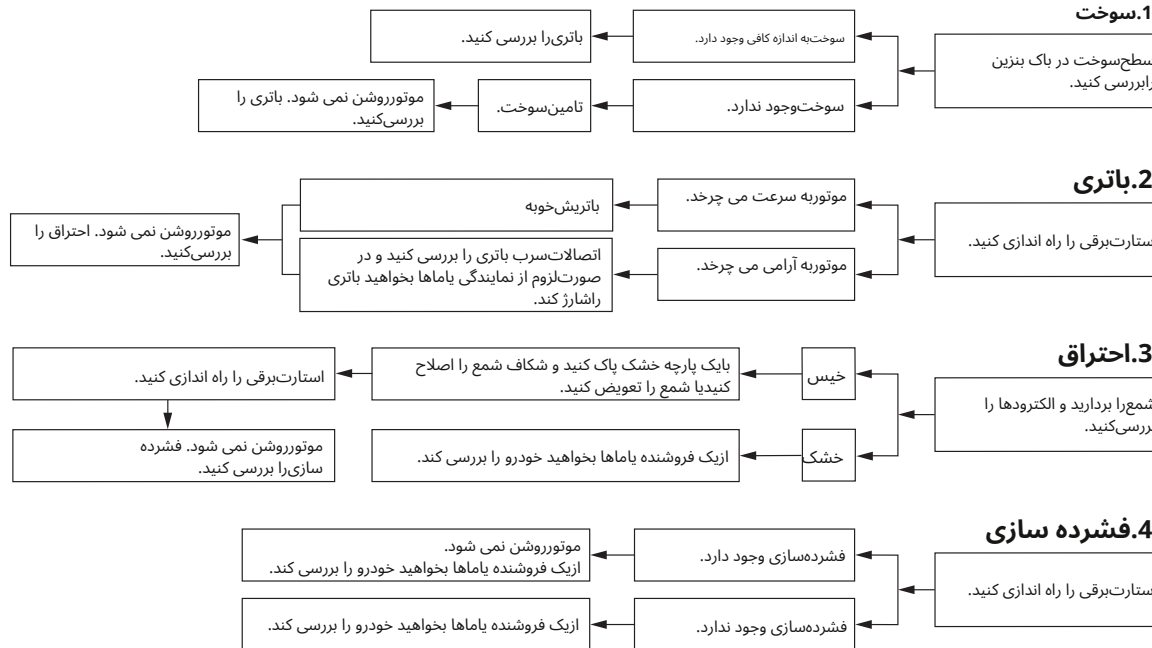 1.سوخت
سطح‌سوخت در باک بنزین
رابررسی کنید.
سوخت‌به اندازه کافی وجود دارد.
باتری‌را بررسی کنید.
سوخت‌وجود ندارد.
تامین‌سوخت.
موتورروشن نمی شود. باتری را
بررسی‌کنید.
2.باتری
ستارت‌برقی را راه اندازی کنید.
موتوربه سرعت می چرخد.
باتریش‌خوبه
موتوربه آرامی می چرخد.
اتصالات‌سرب باتری را بررسی کنید و در
صورت‌لزوم از نمایندگی یاماها بخواهید باتری
راشارژ کند.
موتورروشن نمی شود. احتراق را
بررسی‌کنید.
3.احتراق
شمع‌را بردارید و الکترودها را
بررسی‌کنید.
خیس
بایک پارچه خشک پاک کنید و شکاف شمع را اصلاح
کنیدیا شمع را تعویض کنید.
استارت‌برقی را راه اندازی کنید.
موتورروشن نمی شود. فشرده
سازی‌را بررسی کنید.
خشک
ازیک فروشنده یاماها بخواهید خودرو را بررسی کند.
4.فشرده سازی
ستارت‌برقی را راه اندازی کنید.
فشرده‌سازی وجود دارد.
موتورروشن نمی شود.
ازیک فروشنده یاماها بخواهید خودرو را بررسی کند.
فشرده‌سازی وجود ندارد.
ازیک فروشنده یاماها بخواهید خودرو را بررسی کند.